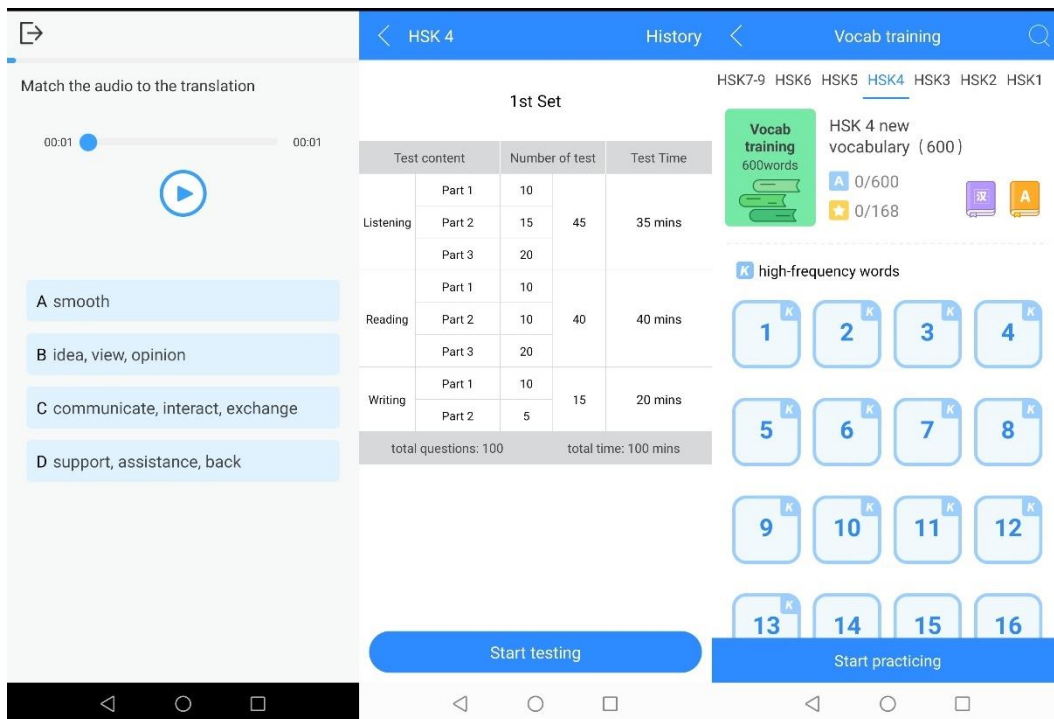 Match the audio to the translation
00:01 00:01
A smooth
B idea, view, opinion
C communicate, interact, exchange
D support, assistance, back
HSK 4 History
1st Set
Test content Number of test Test Time
Listening Part 1 10 45 35 mins
Part 2 15
Part 3 20
Reading Part 1 10 40 40 mins
Part 2 10
Part 3 20
Writing Part 1 10 15 20 mins
Part 2 5
total questions: 100 total time: 100 mins
Start testing
Vocab training
HSK7-9 HSK6 HSK5 HSK4 HSK3 HSK2 HSK1
Vocab
training
600words
HSK 4 new
vocabulary（600）
A 0/600
0/168
汉 A
K high-frequency words
1 K 2 K 3 K 4 K
5 K 6 K 7 K 8 K
9 K 10 K 11 K 12 K
13 K 14 15 16
Start practicing